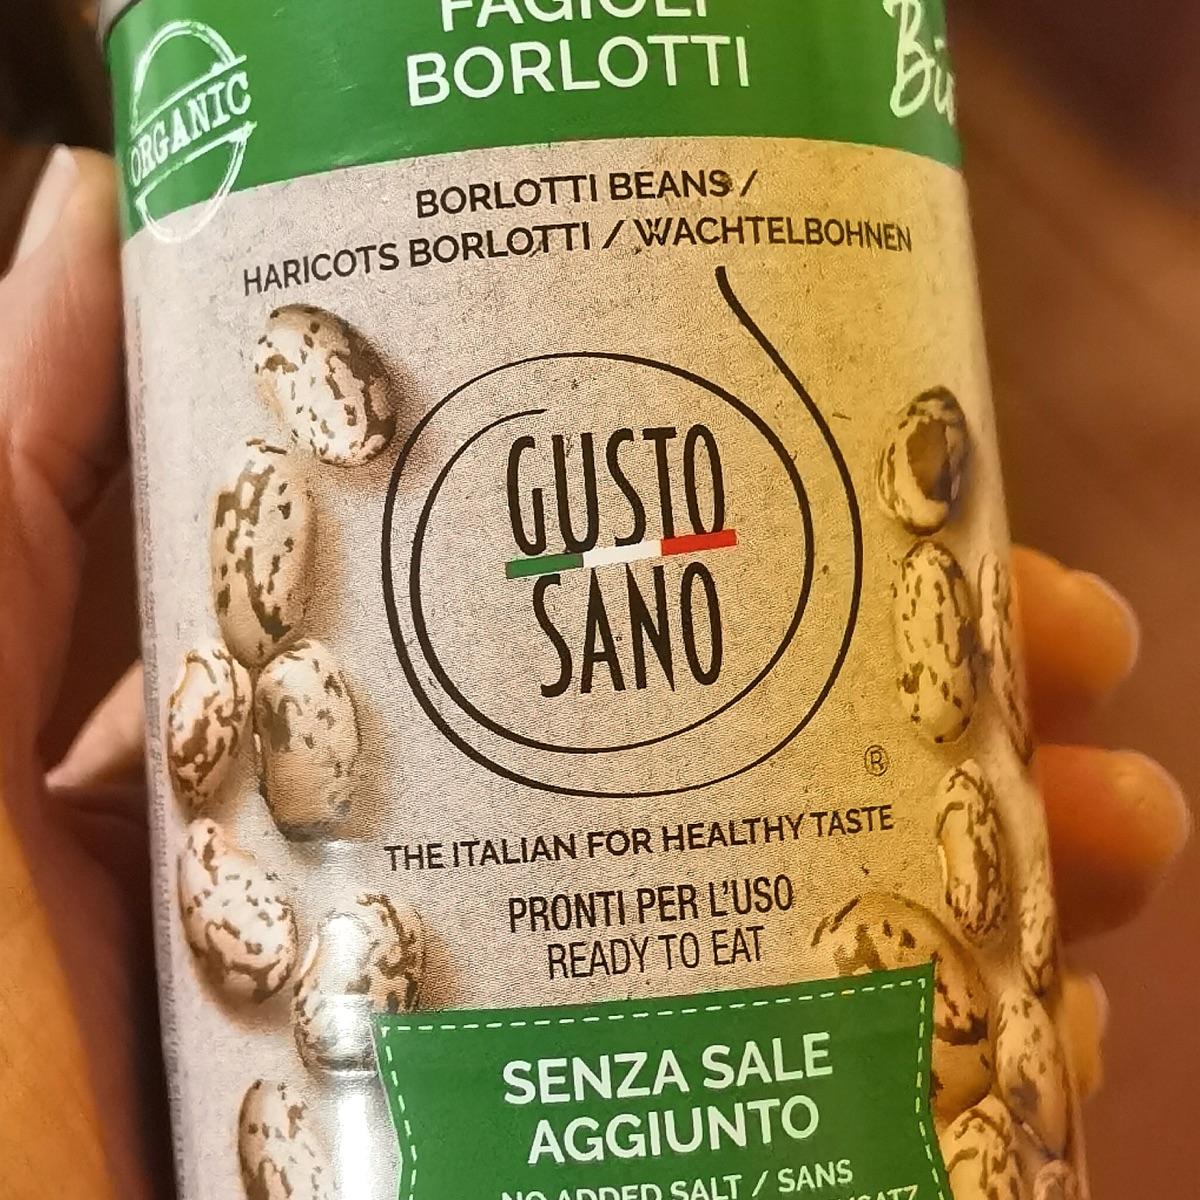 FAGIOLI
BORLOTTI
ORGANIC
BORLOTTI BEANS /
HARICOTS BORLOTTI / WACHTELBOHNEN
GUSTO
SANO
®
THE ITALIAN FOR HEALTHY TASTE
PRONTI PER L'USO
READY TO EAT
SENZA SALE
AGGIUNTO
NO ADDED SALT / SANS